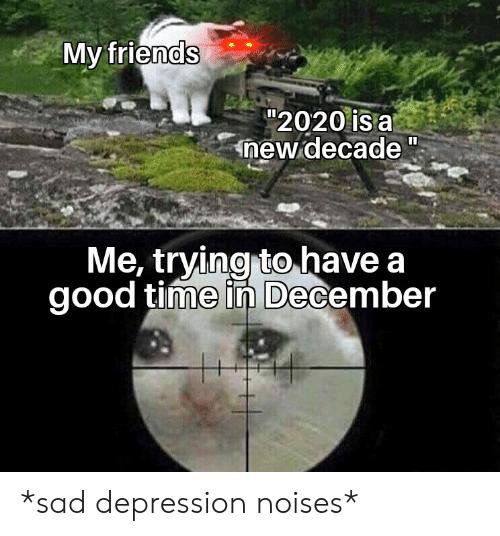 My friends
"2020 is a
new decade "
Me, trying to have a
good time in December
*sad depression noises*